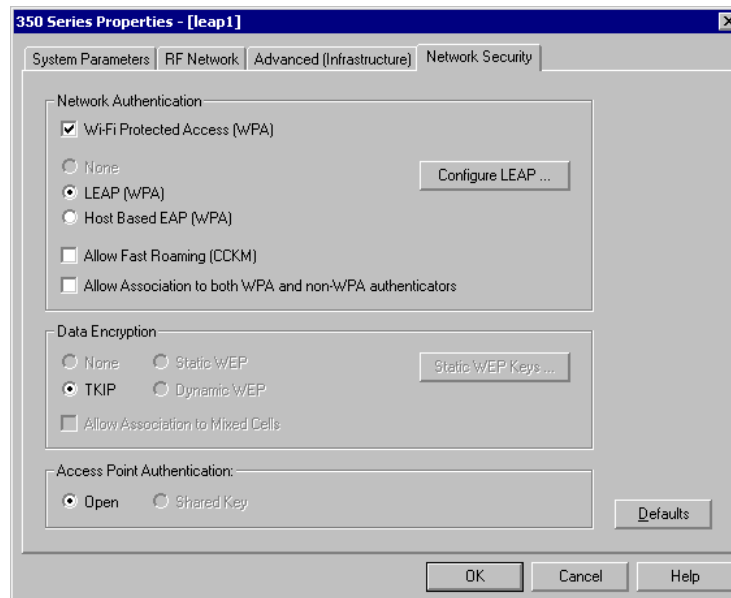 350 Series Properties - [leap1]
System Parameters RF Network Advanced (Infrastructure) Network Security
Network Authentication
Wi-Fi Protected Access (WPA)
None
Configure LEAP ...
LEAP (WPA)
Host Based EAP (WPA)
Allow Fast Roaming (CCKM)
Allow Association to both WPA and non-WPA authenticators
Data Encryption
None Static WEP Static WEP Keys ...
TKIP Dynamic WEP
Allow Association to Mixed Cells
Access Point Authentication:
Open Shared Key
Defaults
OK Cancel Help